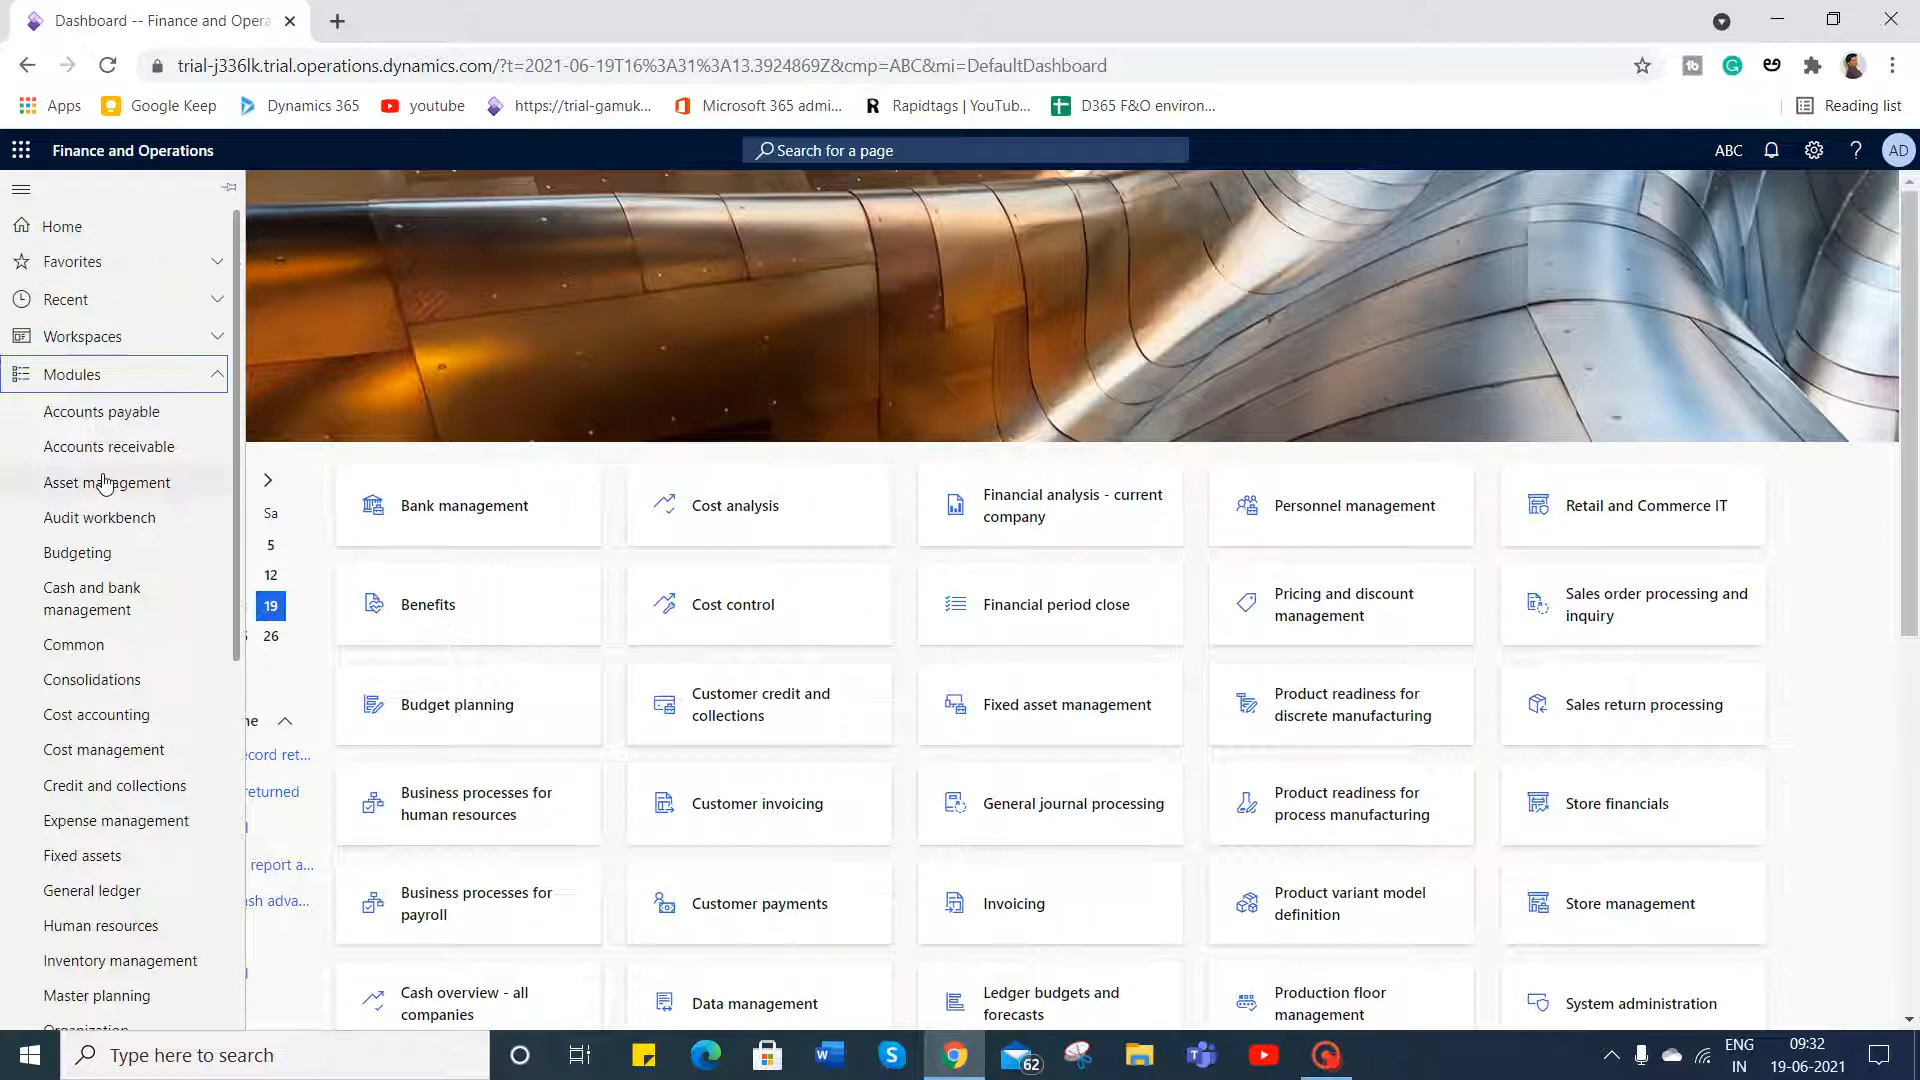 Dashboard -- Finance and Opera
trial-j336lk.trial.operations.dynamics.com/?t=2021-06-19T16%3A31%3A13.3924869Z&cmp=ABC&mi=DefaultDashboard
Apps
Google Keep
Dynamics 365
youtube
https://trial-gamuk...
Microsoft 365 admi...
Rapidtags | YouTub...
D365 F&O environ...
Reading list
Finance and Operations
Search for a page
ABC
?
AD
Home
Favorites
Recent
Workspaces
Modules
Accounts payable
Accounts receivable
Asset management
Audit workbench
Budgeting
Cash and bank
management
Common
Consolidations
Cost accounting
Cost management
Credit and collections
Expense management
Fixed assets
General ledger
Human resources
Inventory management
Master planning
Organization
Sa
5
12
19
26
ne
ecord ret...
returned
report a...
sh adva...
Bank management
Cost analysis
Financial analysis - current
company
Personnel management
Retail and Commerce IT
Benefits
Cost control
Financial period close
Pricing and discount
management
Sales order processing and
inquiry
Budget planning
Customer credit and
collections
Fixed asset management
Product readiness for
discrete manufacturing
Sales return processing
Business processes for
human resources
Customer invoicing
General journal processing
Product readiness for
process manufacturing
Store financials
Business processes for
payroll
Customer payments
Invoicing
Product variant model
definition
Store management
Cash overview - all
companies
Data management
Ledger budgets and
forecasts
Production floor
management
System administration
Type here to search
62
ENG
IN
09:32
19-06-2021